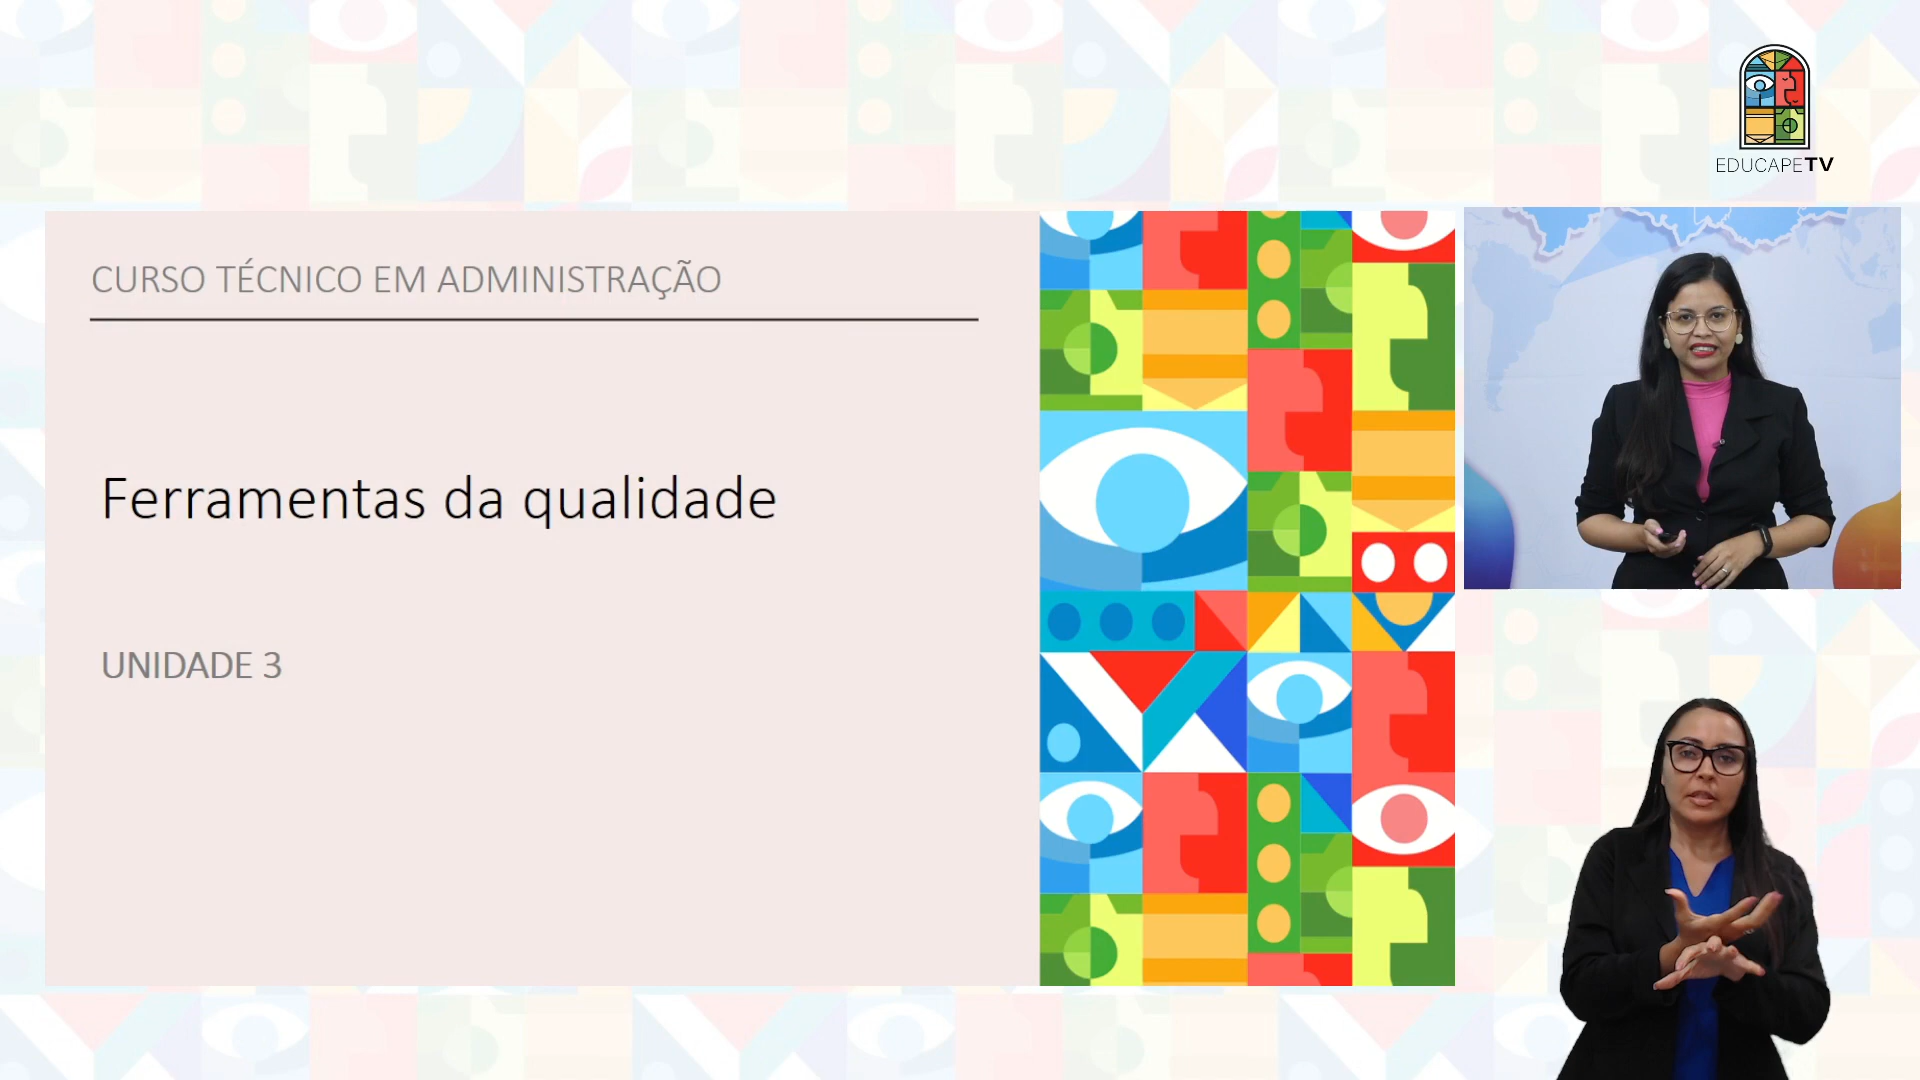 EDUCAPETV
CURSO TÉCNICO EM ADMINISTRAÇÃO
Ferramentas da qualidade
UNIDADE 3